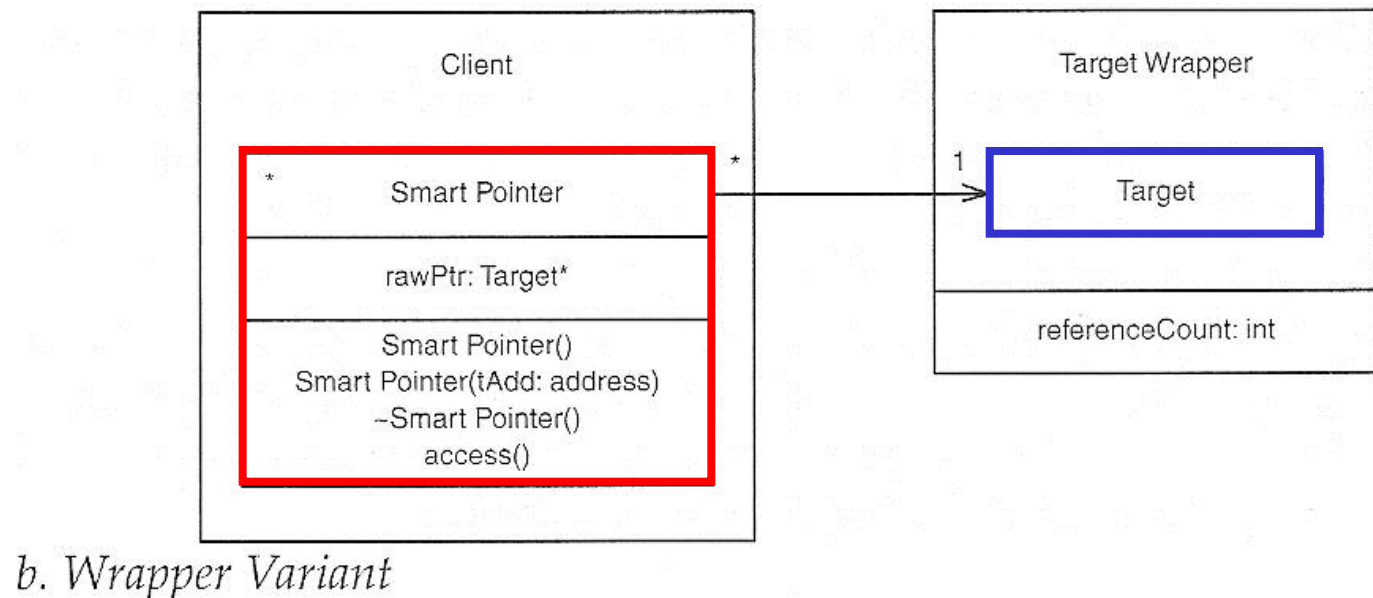 Client
Target Wrapper
*
*
1
Smart Pointer
Target
rawPtr: Target*
referenceCount: int
Smart Pointer()
Smart Pointer(tAdd: address)
~Smart Pointer()
access()
b. Wrapper Variant